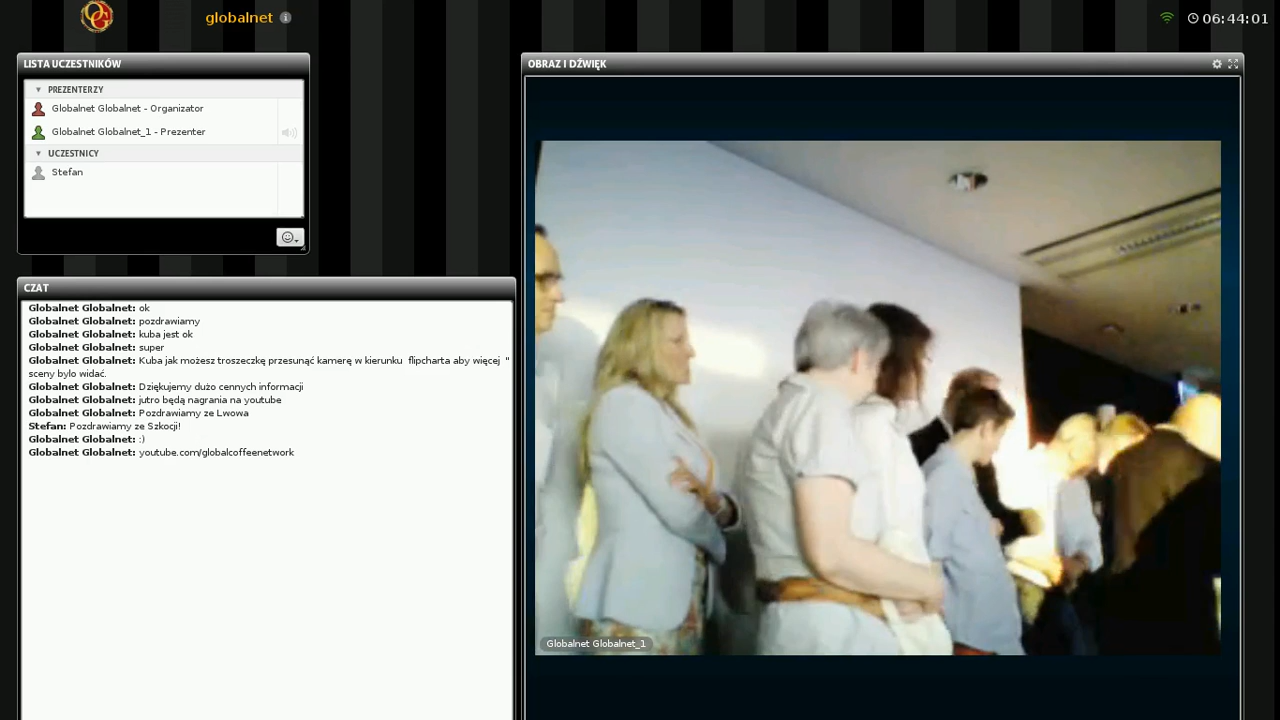 OG
globalnet
06:44:01
LISTA UCZESTNIKÓW
PREZENTERZY
Globalnet Globalnet - Organizator
Globalnet Globalnet_1 - Prezenter
UCZESTNICY
Stefan
CZAT
Globalnet Globalnet: ok
Globalnet Globalnet: pozdrawiamy
Globalnet Globalnet: kuba jest ok
Globalnet Globalnet: super
Globalnet Globalnet: Kuba jak możesz troszeczkę przesunąć kamerę w kierunku flipcharta aby więcej "
sceny bylo widać.
Globalnet Globalnet: Dziękujemy dużo cennych informacji
Globalnet Globalnet: jutro będą nagrania na youtube
Globalnet Globalnet: Pozdrawiamy ze Lwowa
Stefan: Pozdrawiamy ze Szkocji!
Globalnet Globalnet: :)
Globalnet Globalnet: youtube.com/globalcoffeenetwork
OBRAZ I DŹWIĘK
Globalnet Globalnet_1